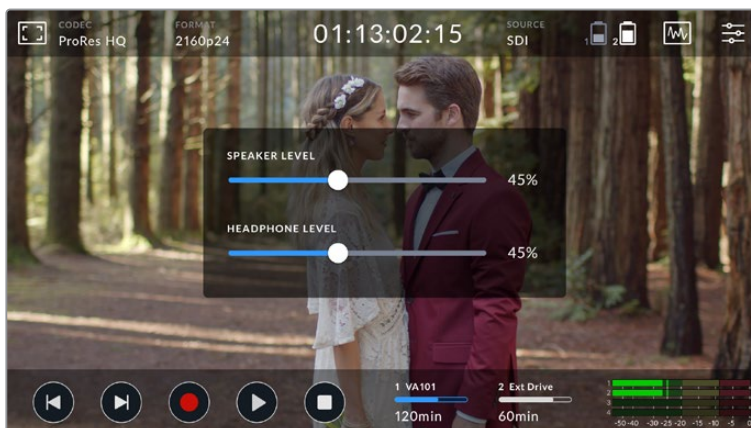 CODEC
ProRes HQ
FORMAT
2160p24
01:13:02:15
SOURCE
SDI
1
2
SPEAKER LEVEL
45%
HEADPHONE LEVEL
45%
1 VA101
120min
2 Ext Drive
60min
1
2
3
4
-50 -40 -30 -25 -20 -15 -10 -5